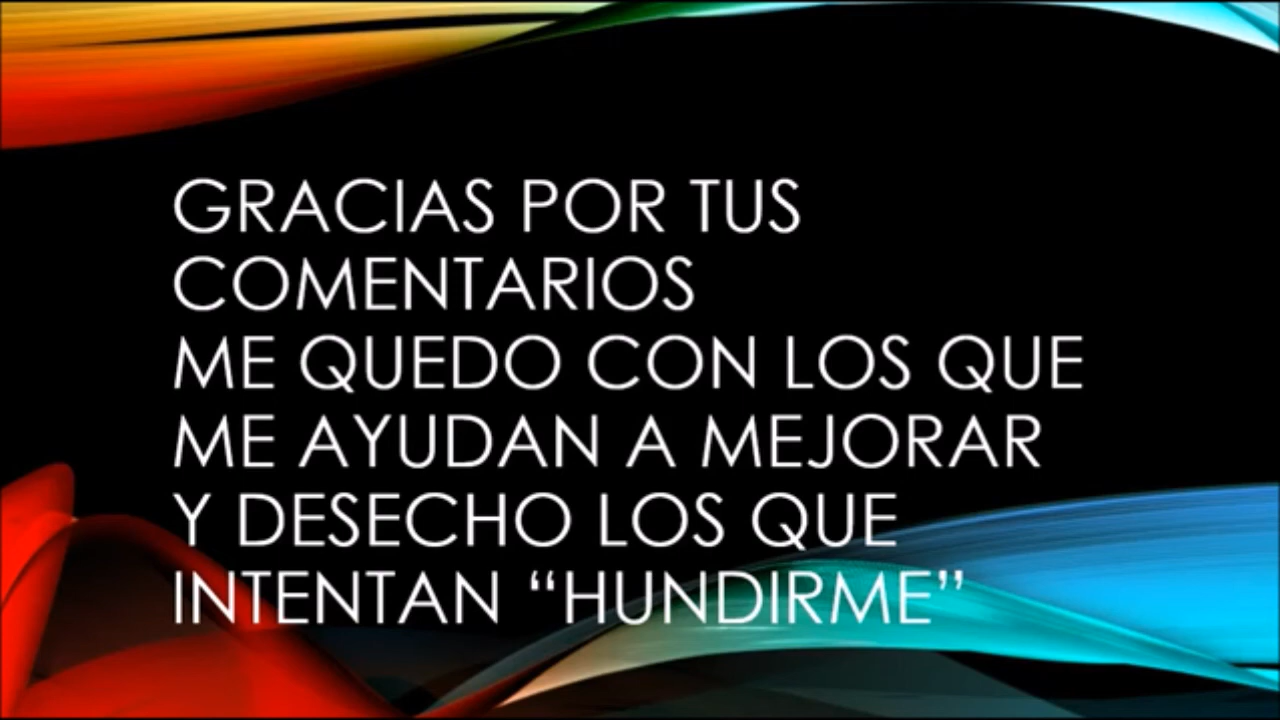 GRACIAS POR TUS
COMENTARIOS
ME QUEDO CON LOS QUE
ME AYUDAN A MEJORAR
Y DESECHO LOS QUE
INTENTAN “HUNDIRME”